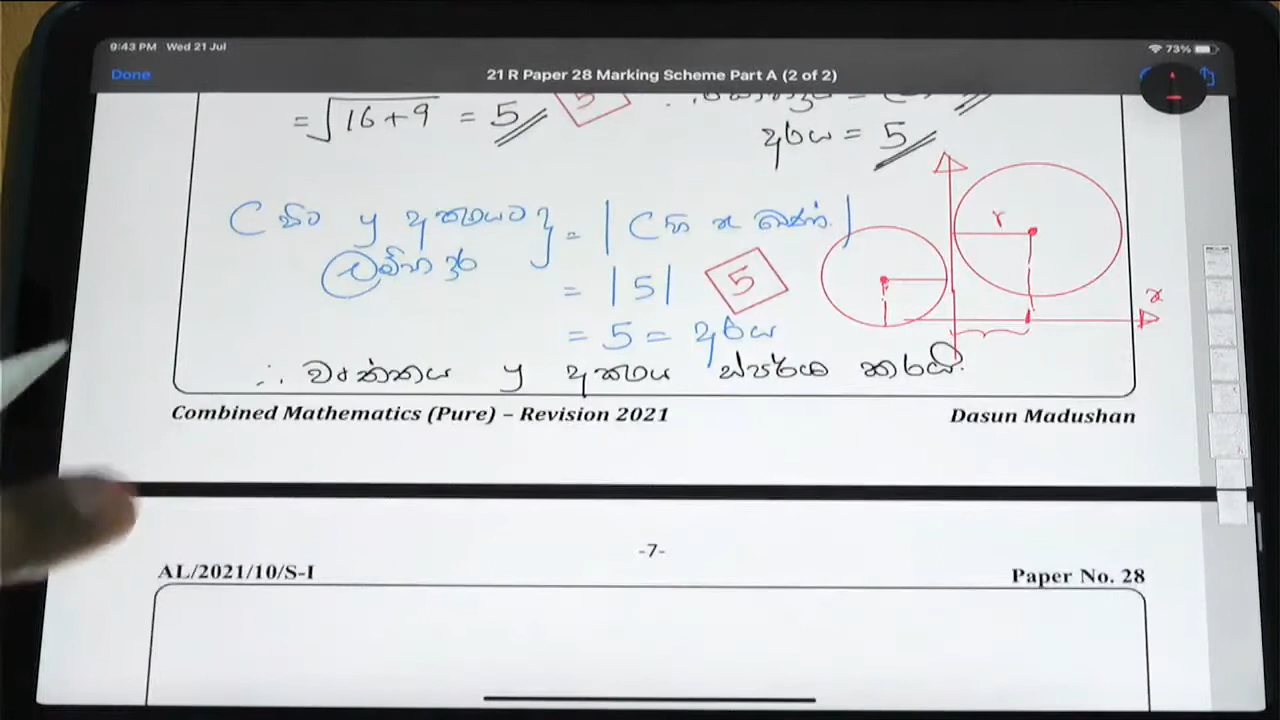 9:43 PM Wed 21 Jul 73%
Done 21 R Paper 28 Marking Scheme Part A (2 of 2)
= √16+9 = 5 5
අරය = 5
C සිට y අක්ෂයට ඇති = | C හි x ඛණ්. |
ලම්භ දුර
= |5| 5
= 5 = අරය
r
x
∴ වෘත්තය y අක්ෂය ස්පර්ශ කරයි.
Combined Mathematics (Pure) – Revision 2021 Dasun Madushan
-7-
AL/2021/10/S-I Paper No. 28